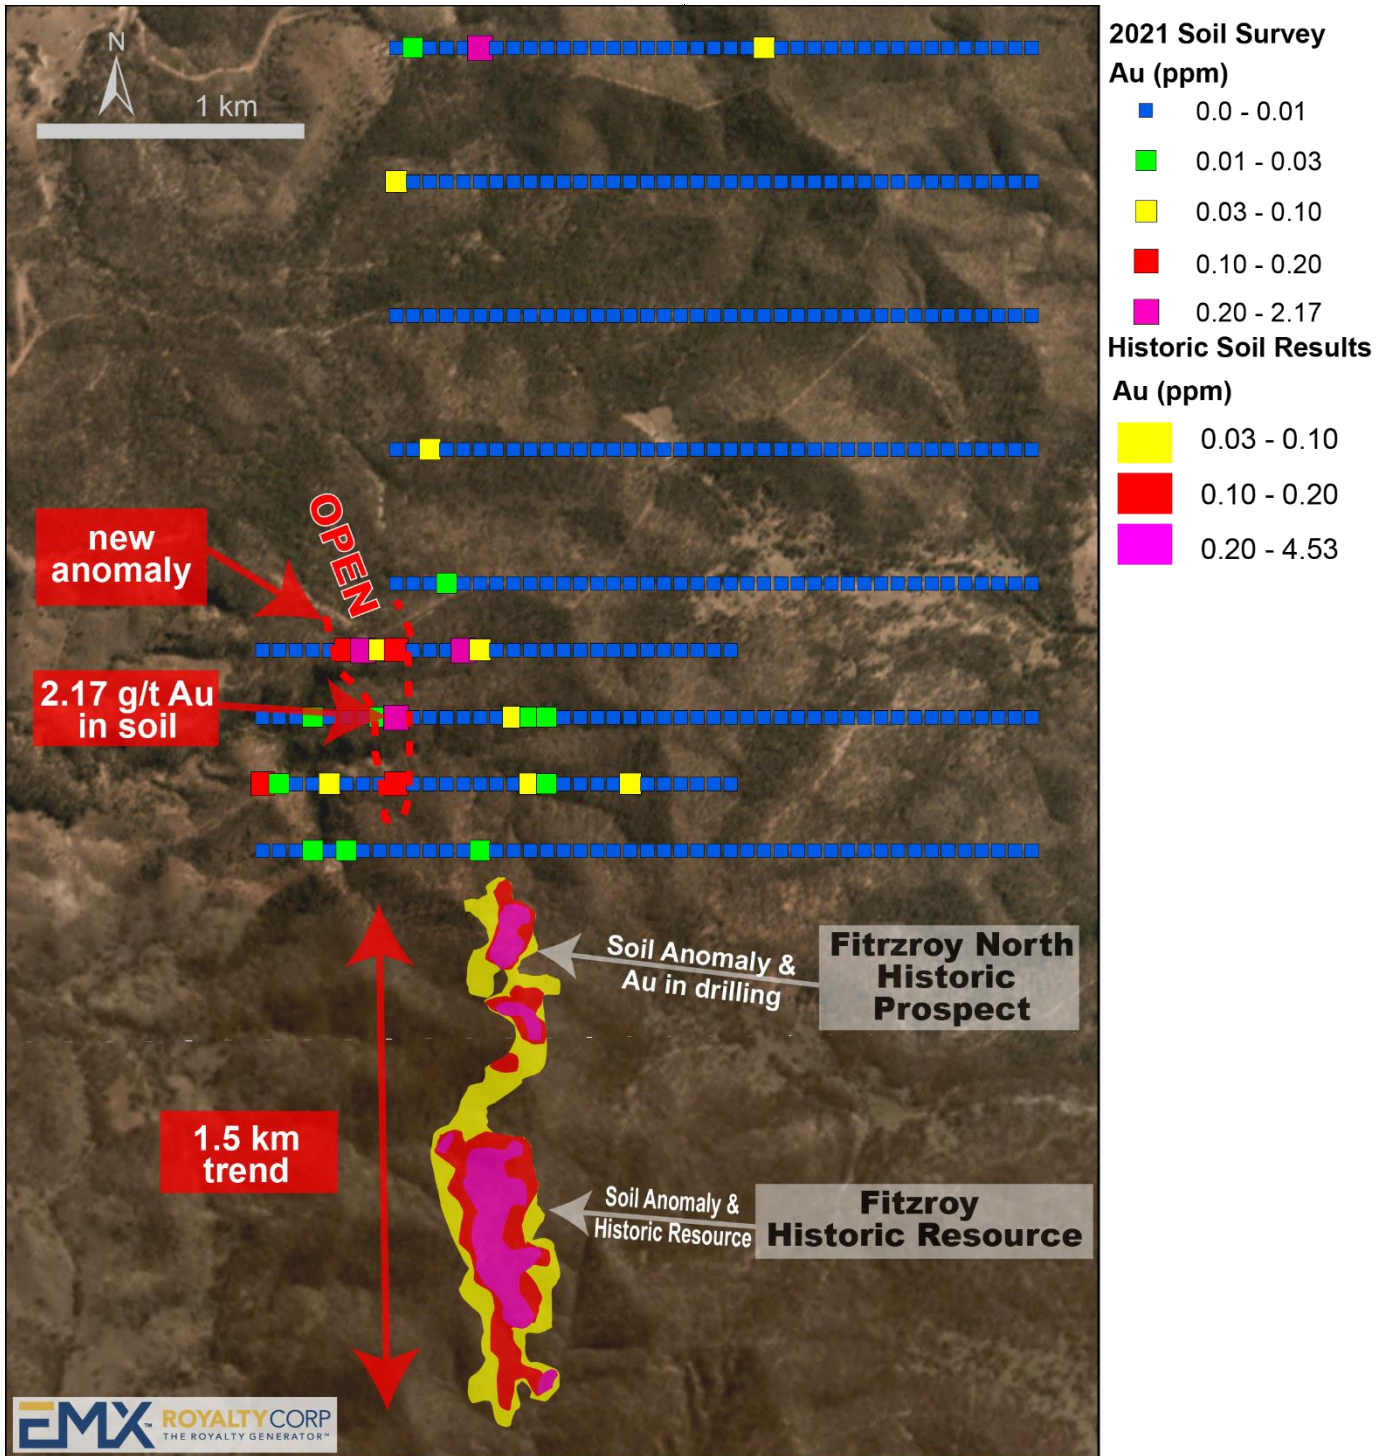 N
1 km
2021 Soil Survey
Au (ppm)
0.0 - 0.01
0.01 - 0.03
0.03 - 0.10
0.10 - 0.20
0.20 - 2.17
Historic Soil Results
Au (ppm)
0.03 - 0.10
0.10 - 0.20
0.20 - 4.53
OPEN
new
anomaly
2.17 g/t Au
in soil
Soil Anomaly &
Au in drilling
Fitrzroy North
Historic
Prospect
1.5 km
trend
Soil Anomaly &
Historic Resource
Fitzroy
Historic Resource
EMX™ ROYALTYCORP
THE ROYALTY GENERATOR™